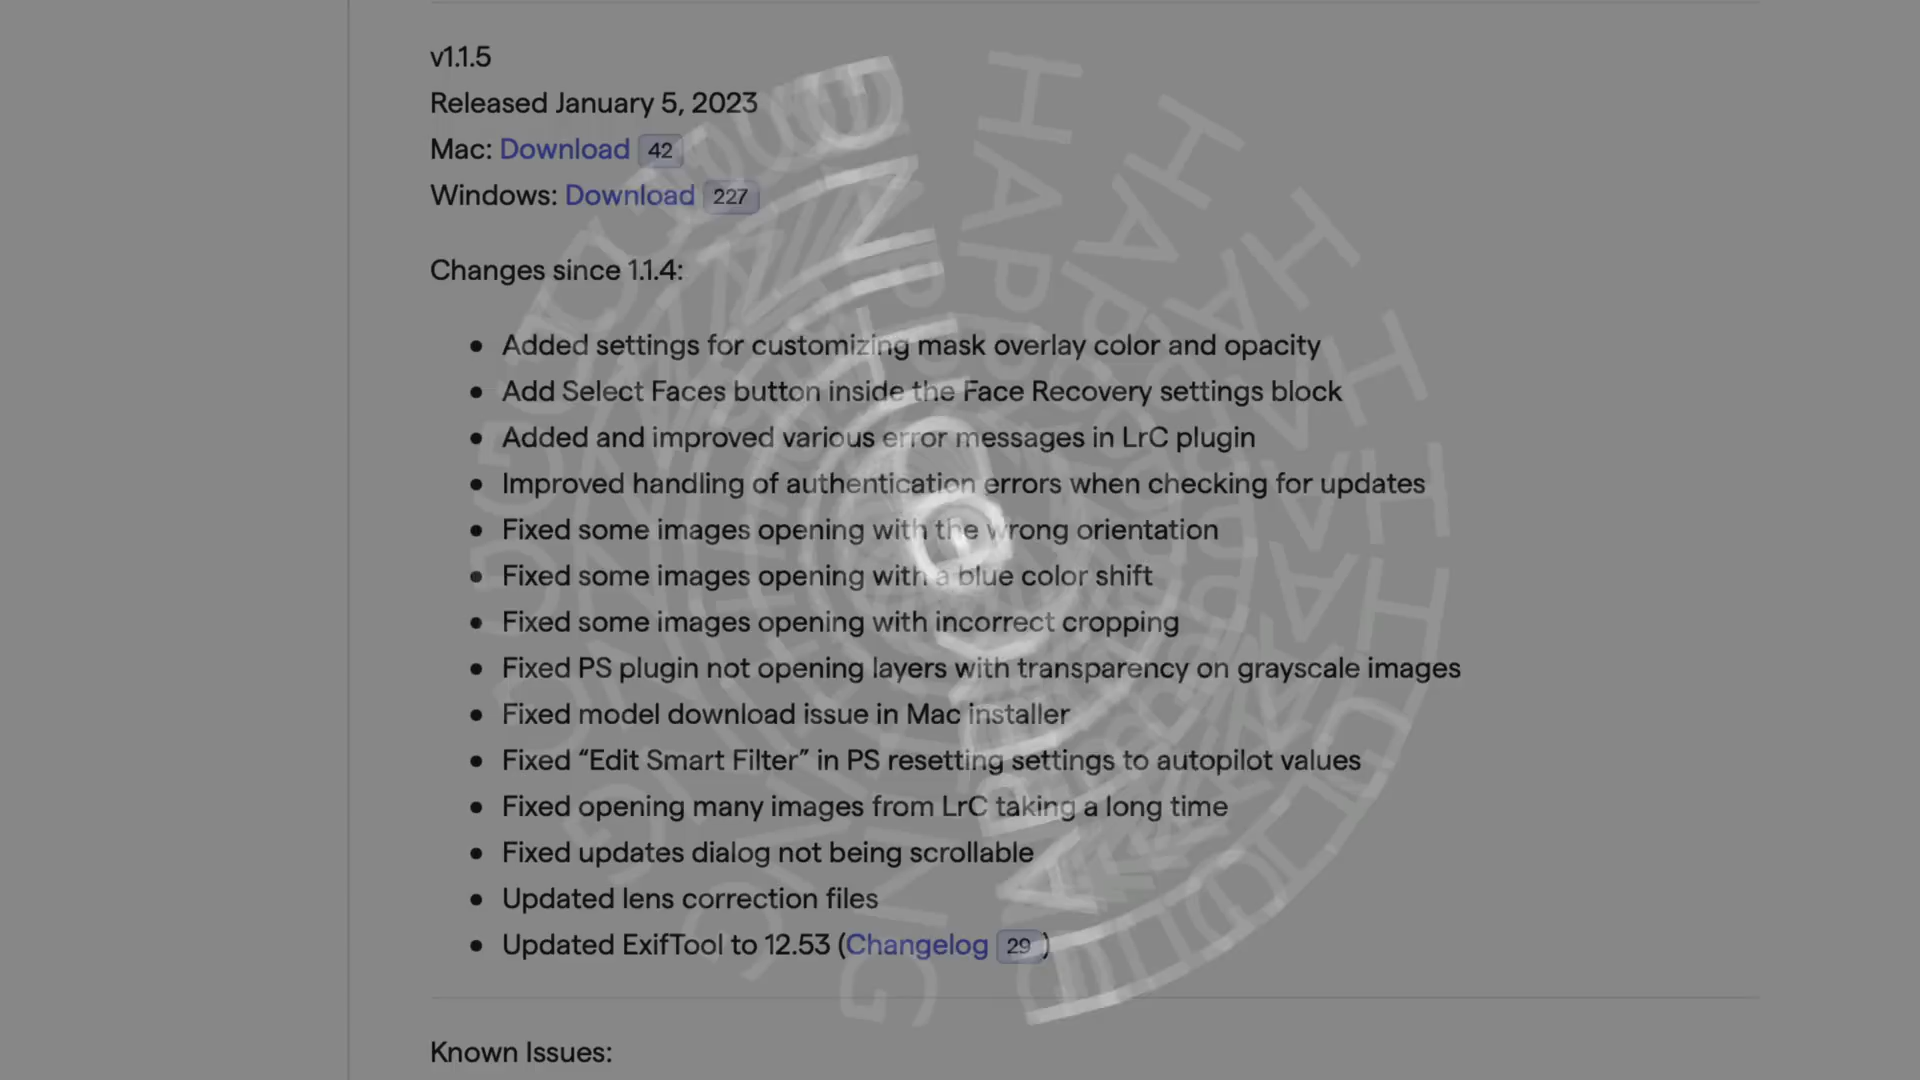 v1.1.5
Released January 5, 2023
Mac: Download 42
Windows: Download 227
Changes since 1.1.4:
• Added settings for customizing mask overlay color and opacity
• Add Select Faces button inside the Face Recovery settings block
• Added and improved various error messages in LrC plugin
• Improved handling of authentication errors when checking for updates
• Fixed some images opening with the wrong orientation
• Fixed some images opening with a blue color shift
• Fixed some images opening with incorrect cropping
• Fixed PS plugin not opening layers with transparency on grayscale images
• Fixed model download issue in Mac installer
• Fixed “Edit Smart Filter” in PS resetting settings to autopilot values
• Fixed opening many images from LrC taking a long time
• Fixed updates dialog not being scrollable
• Updated lens correction files
• Updated ExifTool to 12.53 (Changelog 29)
Known Issues: